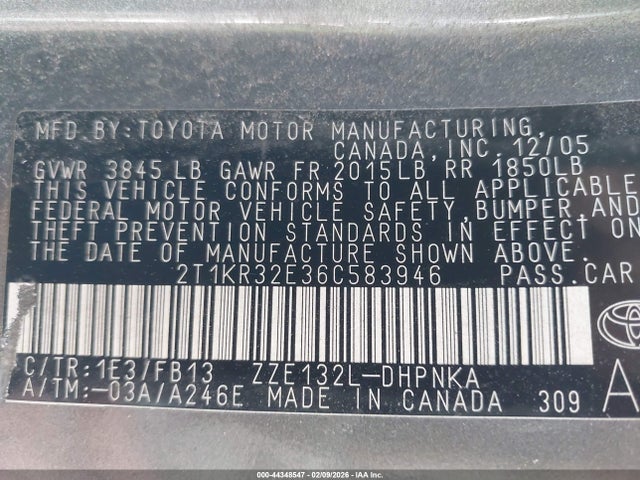 MFD. BY: TOYOTA MOTOR MANUFACTURING,
CANADA, INC. 12/05
GVWR 3845 LB GAWR FR 2015LB RR 1850LB
THIS VEHICLE CONFORMS TO ALL APPLICABLE
FEDERAL MOTOR VEHICLE SAFETY, BUMPER, AND
THEFT PREVENTION STANDARDS IN EFFECT ON
THE DATE OF MANUFACTURE SHOWN ABOVE.
2T1KR32E36C583946 PASS. CAR
C/TR: 1E3/FB13 ZZE132L-DHPNKA
A/TM: -03A/A246E MADE IN CANADA 309 A
000-44348547 | 02/09/2026 - IAA, Inc.